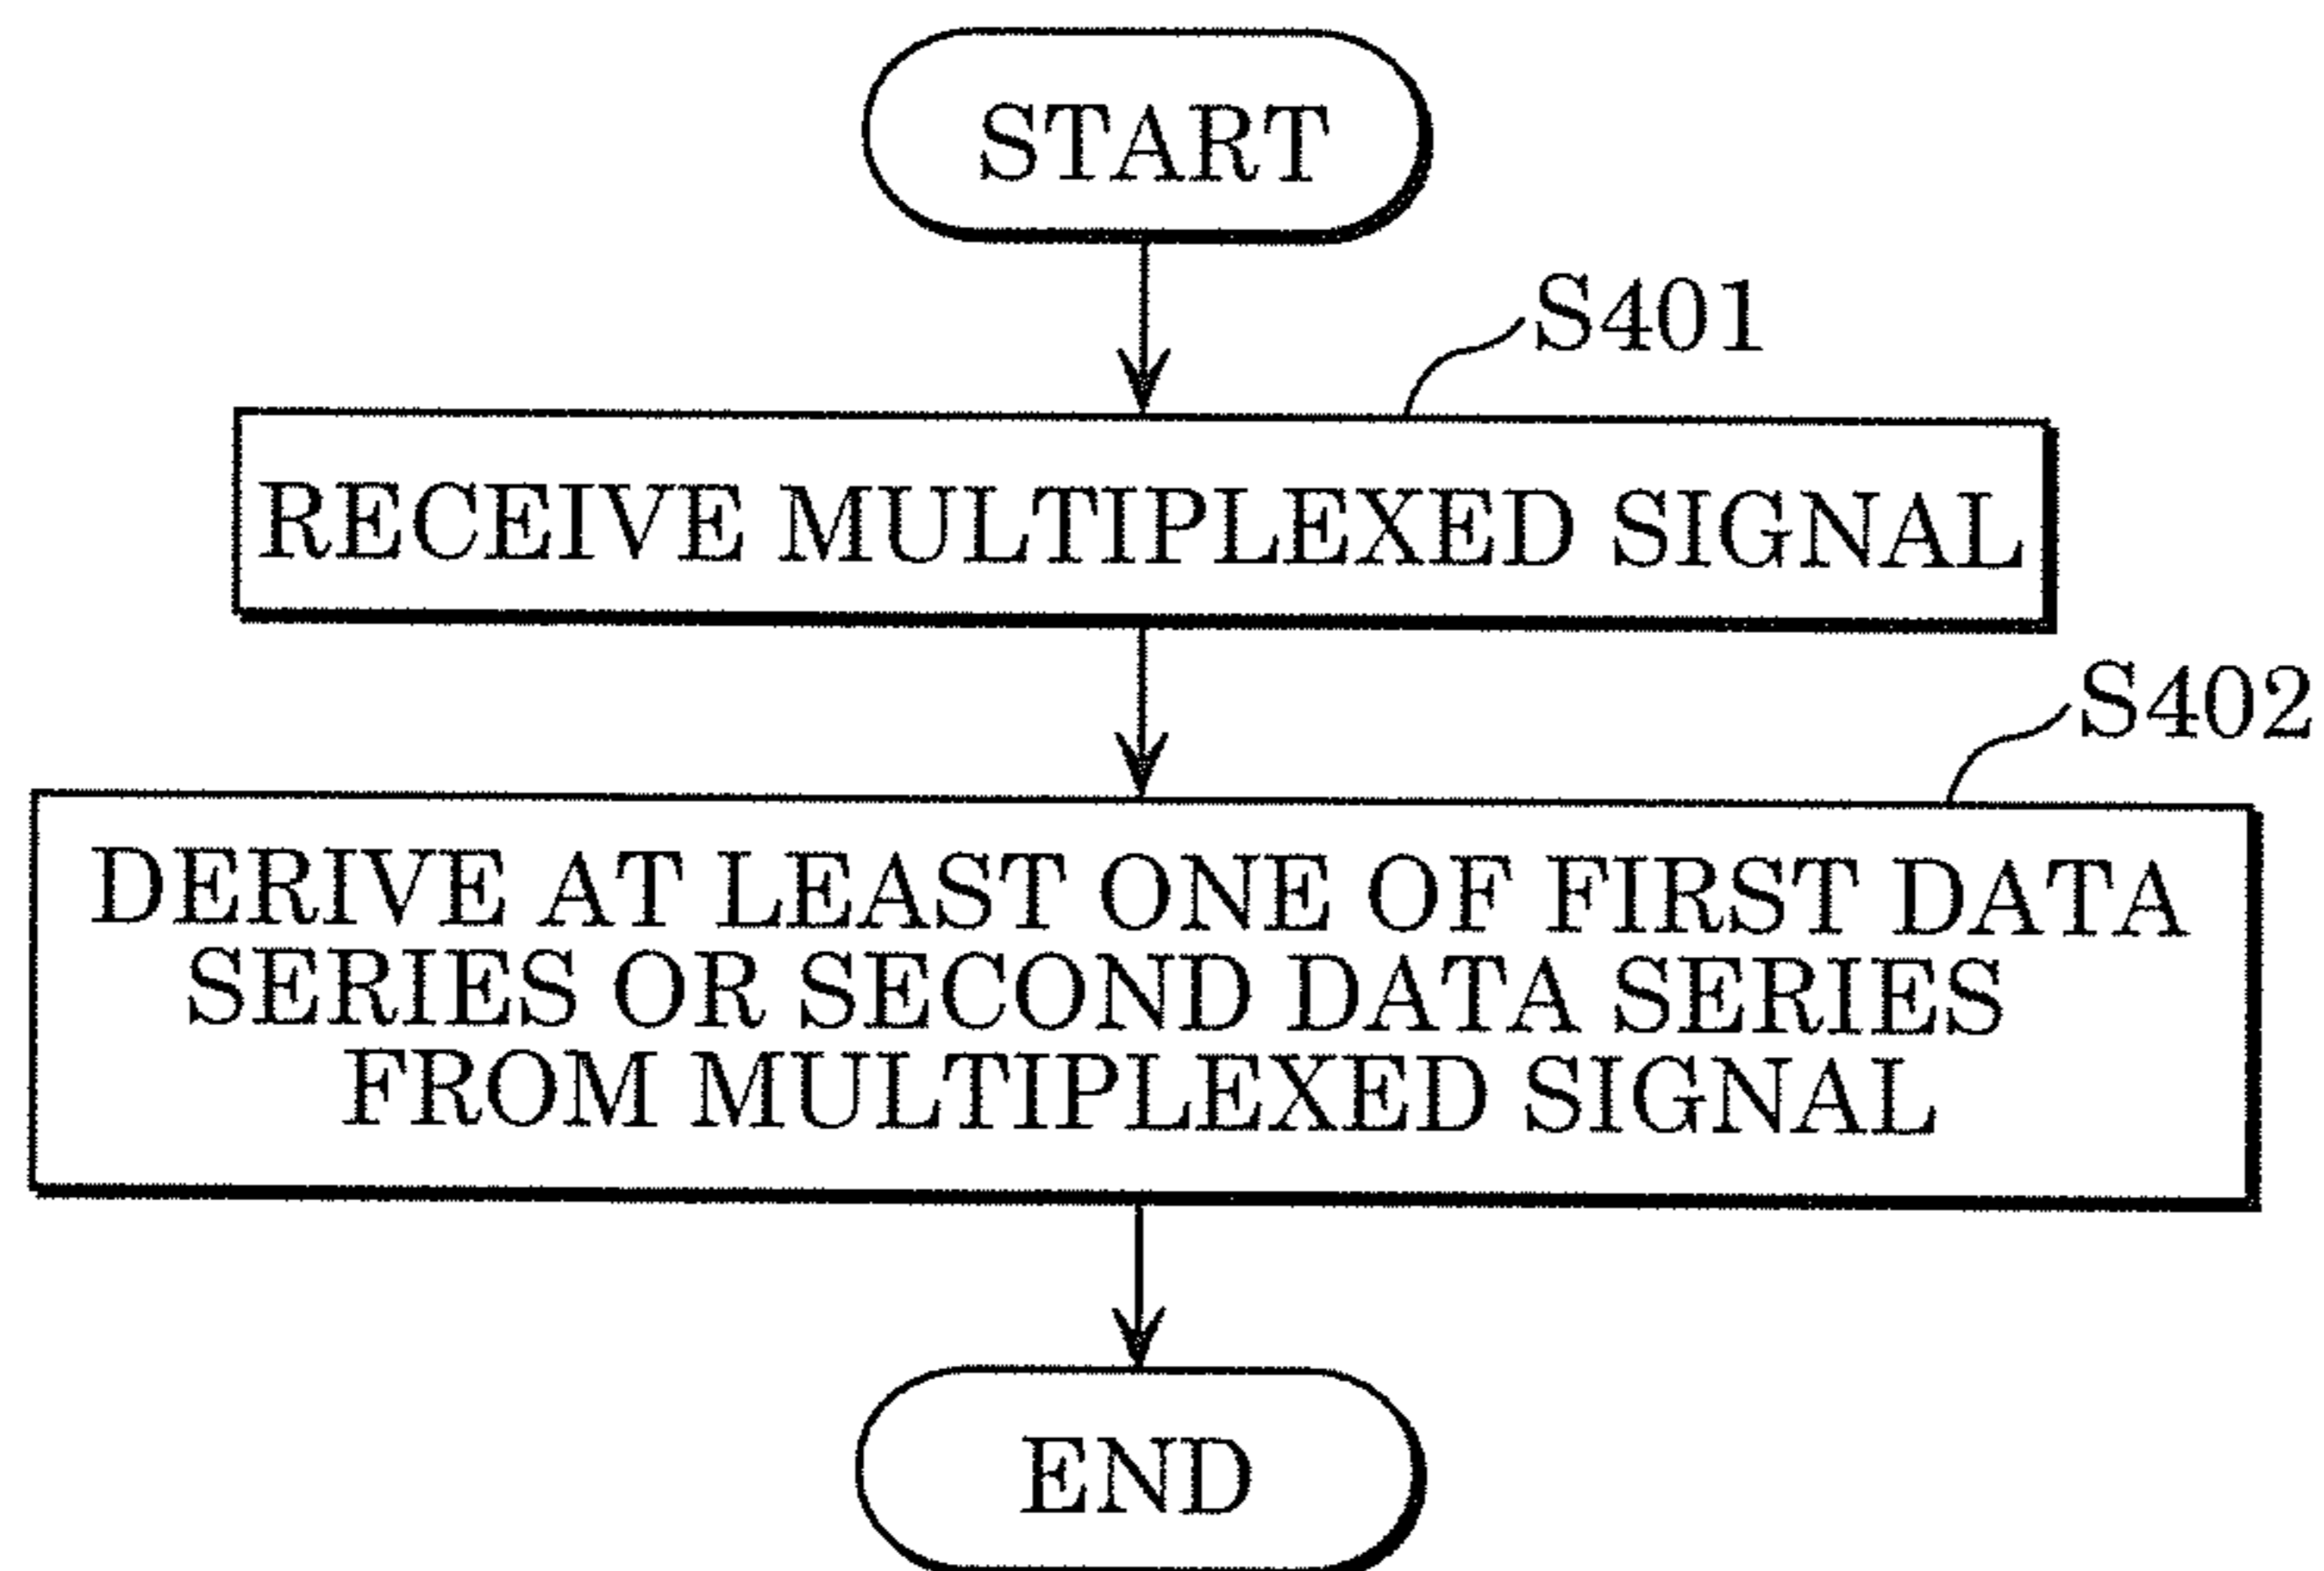 START
S401
RECEIVE MULTIPLEXED SIGNAL
S402
DERIVE AT LEAST ONE OF FIRST DATA
SERIES OR SECOND DATA SERIES
FROM MULTIPLEXED SIGNAL
END